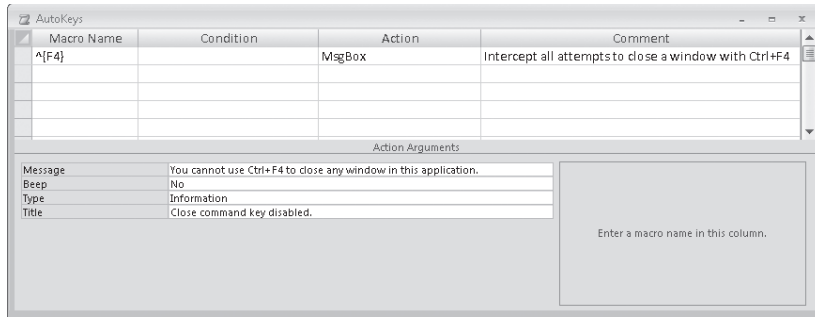 AutoKeys
Macro Name Condition Action Comment
^{F4} MsgBox Intercept all attempts to close a window with Ctrl+F4
Action Arguments
Message You cannot use Ctrl+F4 to close any window in this application.
Beep No
Type Information
Title Close command key disabled.
Enter a macro name in this column.